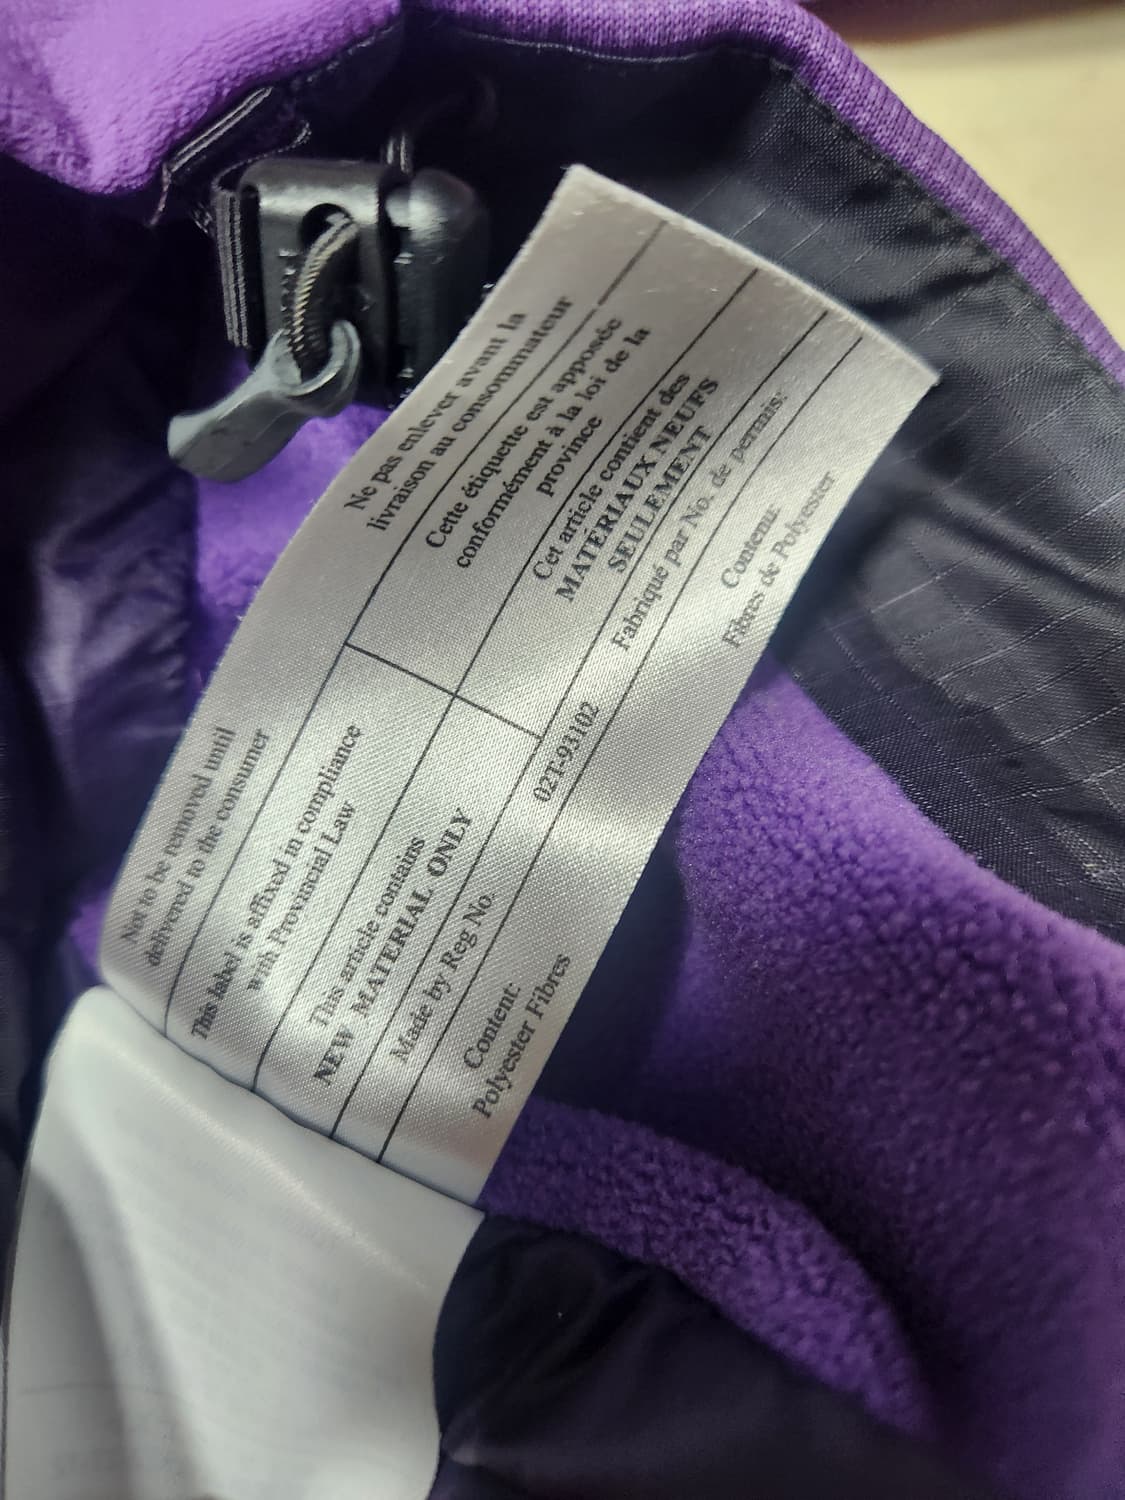 Not to be removed until
delivered to the consumer
This label is affixed in compliance
with Provincial Law
This article contains
NEW MATERIAL ONLY
Made by Reg No.
Content:
Polyester Fibres
02T-93102
Ne pas enlever avant la
livraison au consommateur
Cette étiquette est apposée
conformément à la loi de la
province
Cet article contient des
MATÉRIAUX NEUFS
SEULEMENT
Fabriqué par No. de permis:
Contenu:
Fibres de Polyester